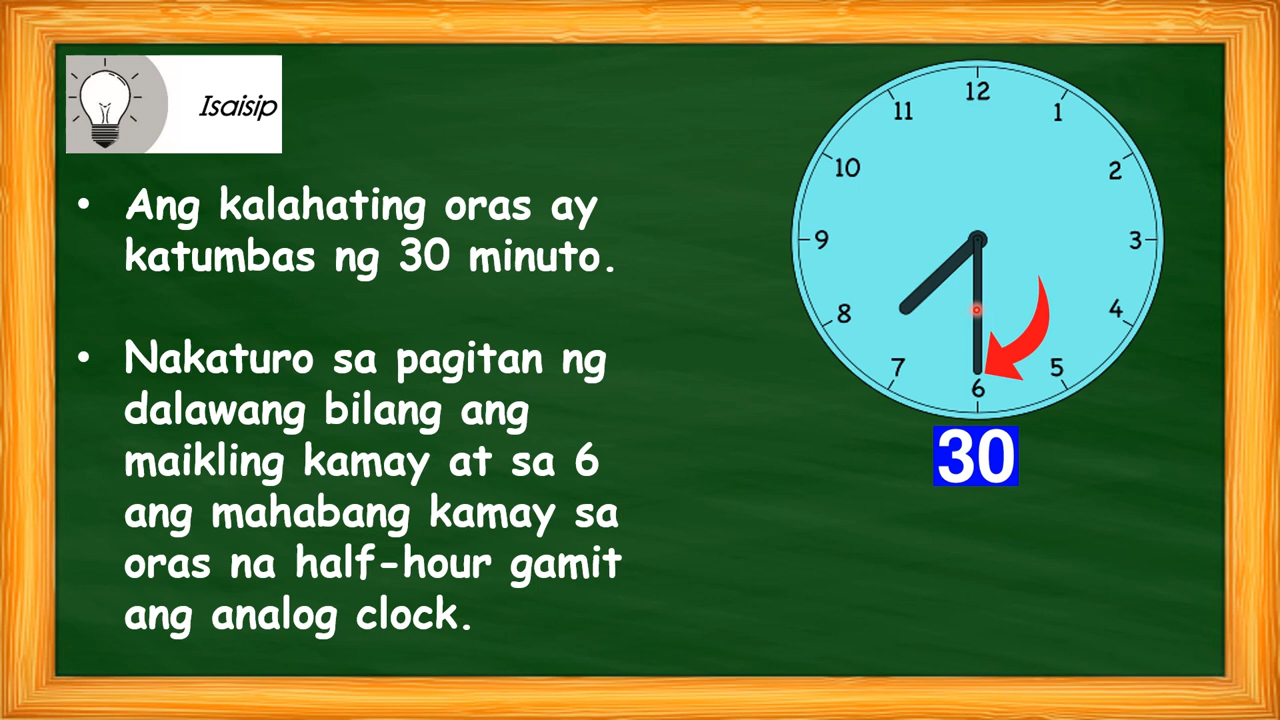 Isaisip
• Ang kalahating oras ay
katumbas ng 30 minuto.
• Nakaturo sa pagitan ng
dalawang bilang ang
maikling kamay at sa 6
ang mahabang kamay sa
oras na half-hour gamit
ang analog clock.
12
1
2
3
4
5
6
7
8
9
10
11
30